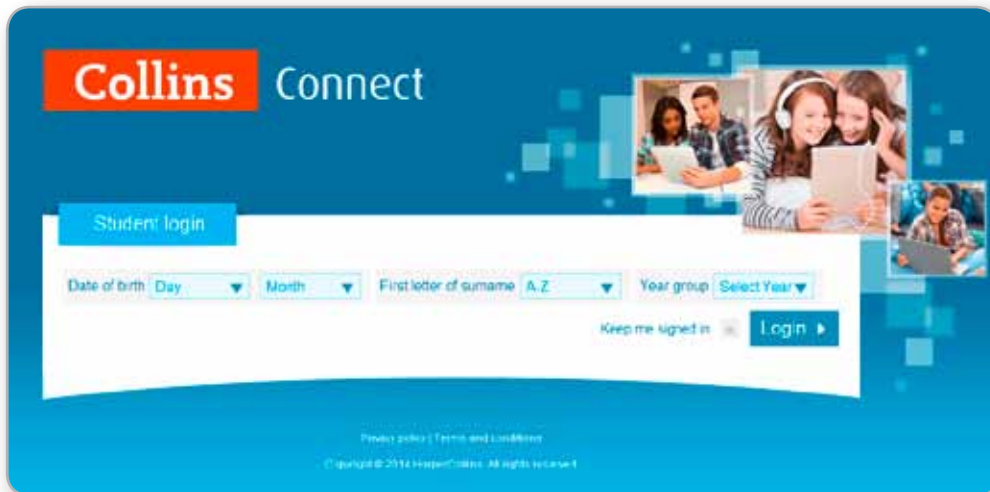 Collins Connect
Student login
Date of birth Day Month First letter of surname A-Z Year group Select Year
Keep me signed in Login
Privacy policy | Terms and conditions
Copyright © 2014 HarperCollins. All rights reserved